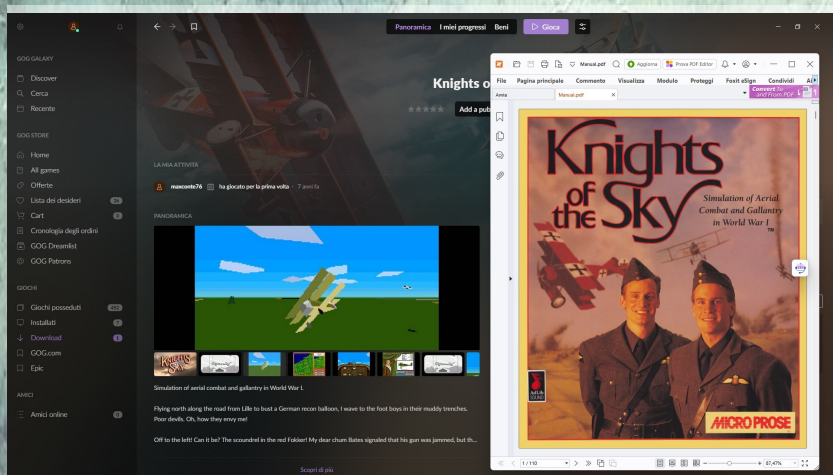 Panoramica I miei progressi Beni Gioca
GOG GALAXY
Discover
Cerca
Recente
GOG STORE
Home
All games
Offerte
Lista dei desideri
Cart
Cronologia degli ordini
GOG Dreamlist
GOG Patrons
GIOCHI
Giochi posseduti
Installati
Download
GOG.com
Epic
AMICI
Amici online
Knights o
Add a pub
LA MIA ATTIVITÀ
maxconte76 ha giocato per la prima volta · 7 anni fa
PANORAMICA
Simulation of aerial combat and gallantry in World War I.
Flying north along the road from Lille to bust a German recon balloon, I wave to the foot boys in their muddy trenches.
Poor devils. Oh, how they envy me!
Off to the left! Can it be? The scoundrel in the red Fokker! My dear chum Bates signaled that his gun was jammed, but th...
Scopri di più
Manual.pdf Aggiorna Prova PDF Editor
File Pagina principale Commento Visualizza Modulo Proteggi Foxit eSign Condividi
Avvia Manual.pdf
Convert To
and From PDF
Knights
of
the Sky
Simulation of Aerial
Combat and Gallantry
in World War I
TM
Ad Lib
SOUND
MICROPROSE
1 / 110 87,47%